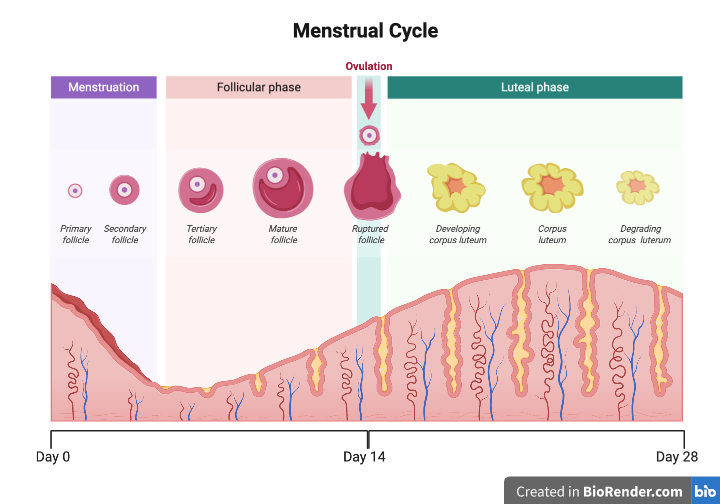 Menstrual Cycle
Ovulation
Menstruation
Follicular phase
Luteal phase
Primary
follicle
Secondary
follicle
Tertiary
follicle
Mature
follicle
Ruptured
follicle
Developing
corpus luteum
Corpus
luteum
Degrading
corpus luterum
Day 0
Day 14
Day 28
Created in BioRender.com
bio